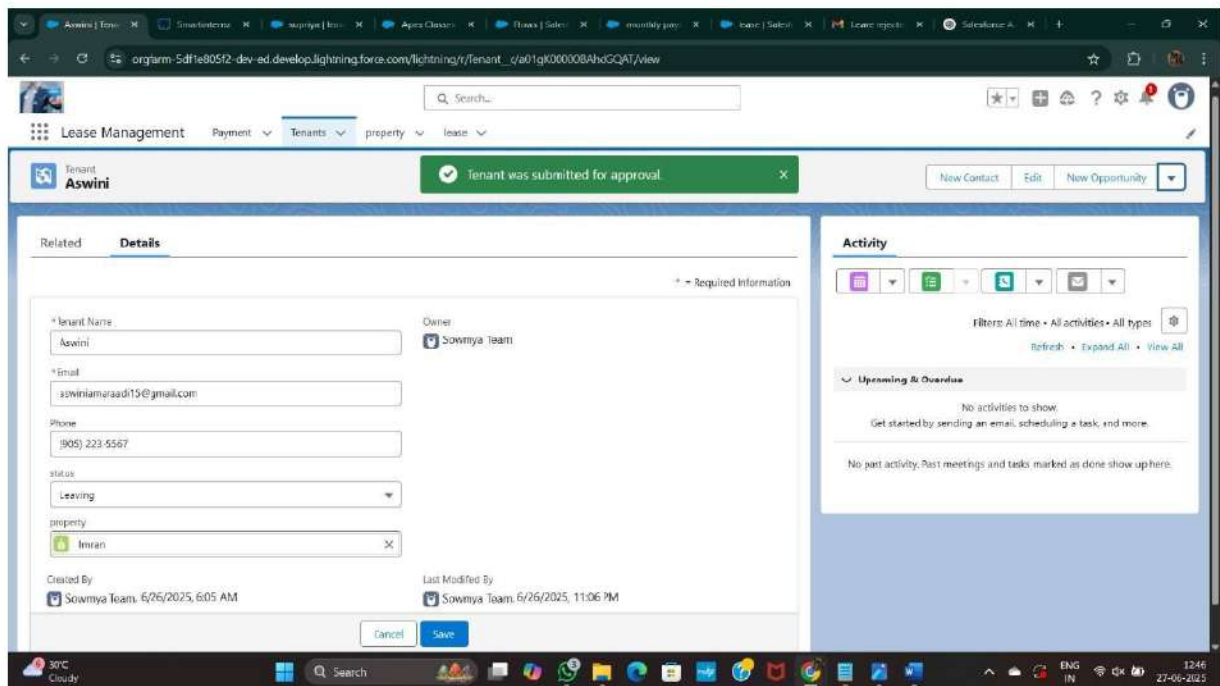 Aswini | Tena
Smartinternz
supriya | leas
Apex Classes
Flows | Sales
monthly pay
lease | Salesf
Leave rejecte
Salesforce A
orgfarm-5df1e805f2-dev-ed.develop.lightning.force.com/lightning/r/Tenant__c/a01gK000008AhdGQAT/view
Search...
Lease Management Payment Tenants property lease
Tenant
Aswini
Tenant was submitted for approval.
New Contact Edit New Opportunity
Related Details
* = Required Information
*Tenant Name
Aswini
Owner
Sowmya Team
*Email
aswiniamaraadi15@gmail.com
Phone
(905) 223-5567
status
Leaving
property
Imran
Created By
Sowmya Team, 6/26/2025, 6:05 AM
Last Modified By
Sowmya Team, 6/26/2025, 11:06 PM
Cancel Save
Activity
Filters: All time • All activities • All types
Refresh • Expand All • View All
Upcoming & Overdue
No activities to show.
Get started by sending an email, scheduling a task, and more.
No past activity. Past meetings and tasks marked as done show up here.
30°C
Cloudy
Search
ENG
IN
12:46
27-06-2025